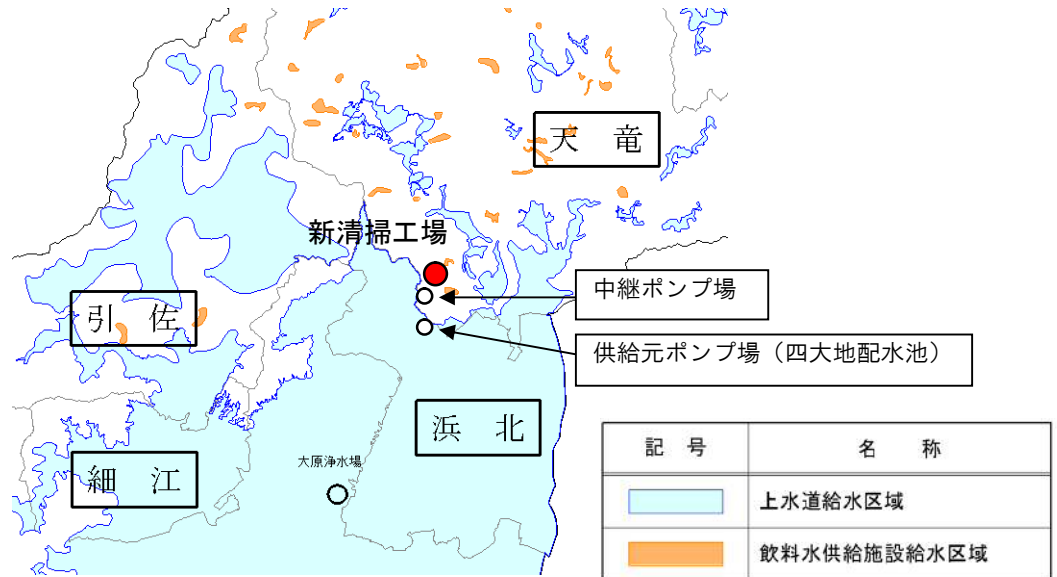 天 竜
新清掃工場
中継ポンプ場
引 佐
供給元ポンプ場（四大地配水池）
浜 北
大原浄水場
細 江
記 号 名 称
上水道給水区域
飲料水供給施設給水区域